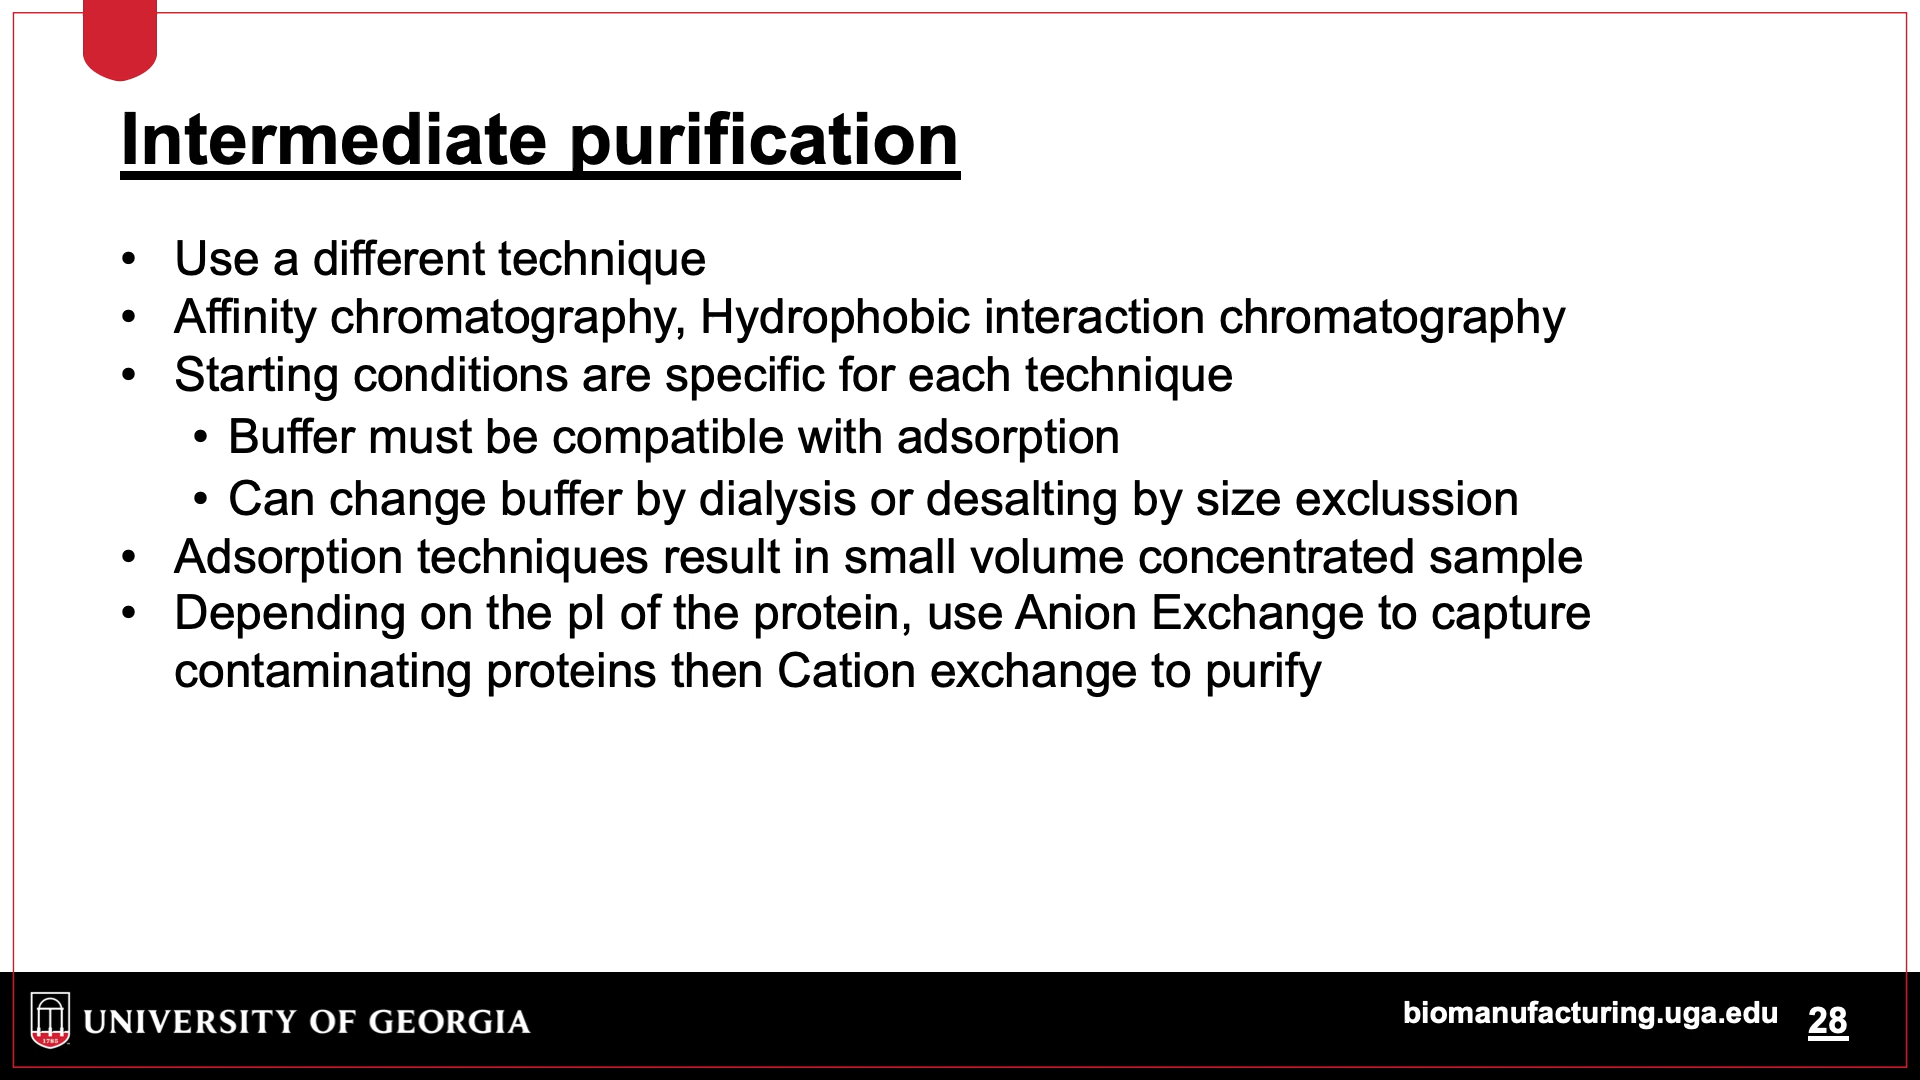 Intermediate purification
• Use a different technique
• Affinity chromatography, Hydrophobic interaction chromatography
• Starting conditions are specific for each technique
• Buffer must be compatible with adsorption
• Can change buffer by dialysis or desalting by size exclussion
• Adsorption techniques result in small volume concentrated sample
• Depending on the pI of the protein, use Anion Exchange to capture
contaminating proteins then Cation exchange to purify
1785
UNIVERSITY OF GEORGIA
biomanufacturing.uga.edu
28